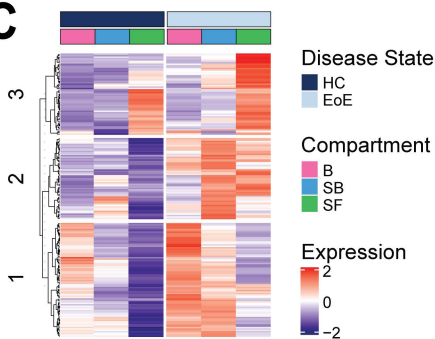 C
Disease State
HC
EoE
3
Compartment
B
2
SB
SF
Expression
2
1
0
−2